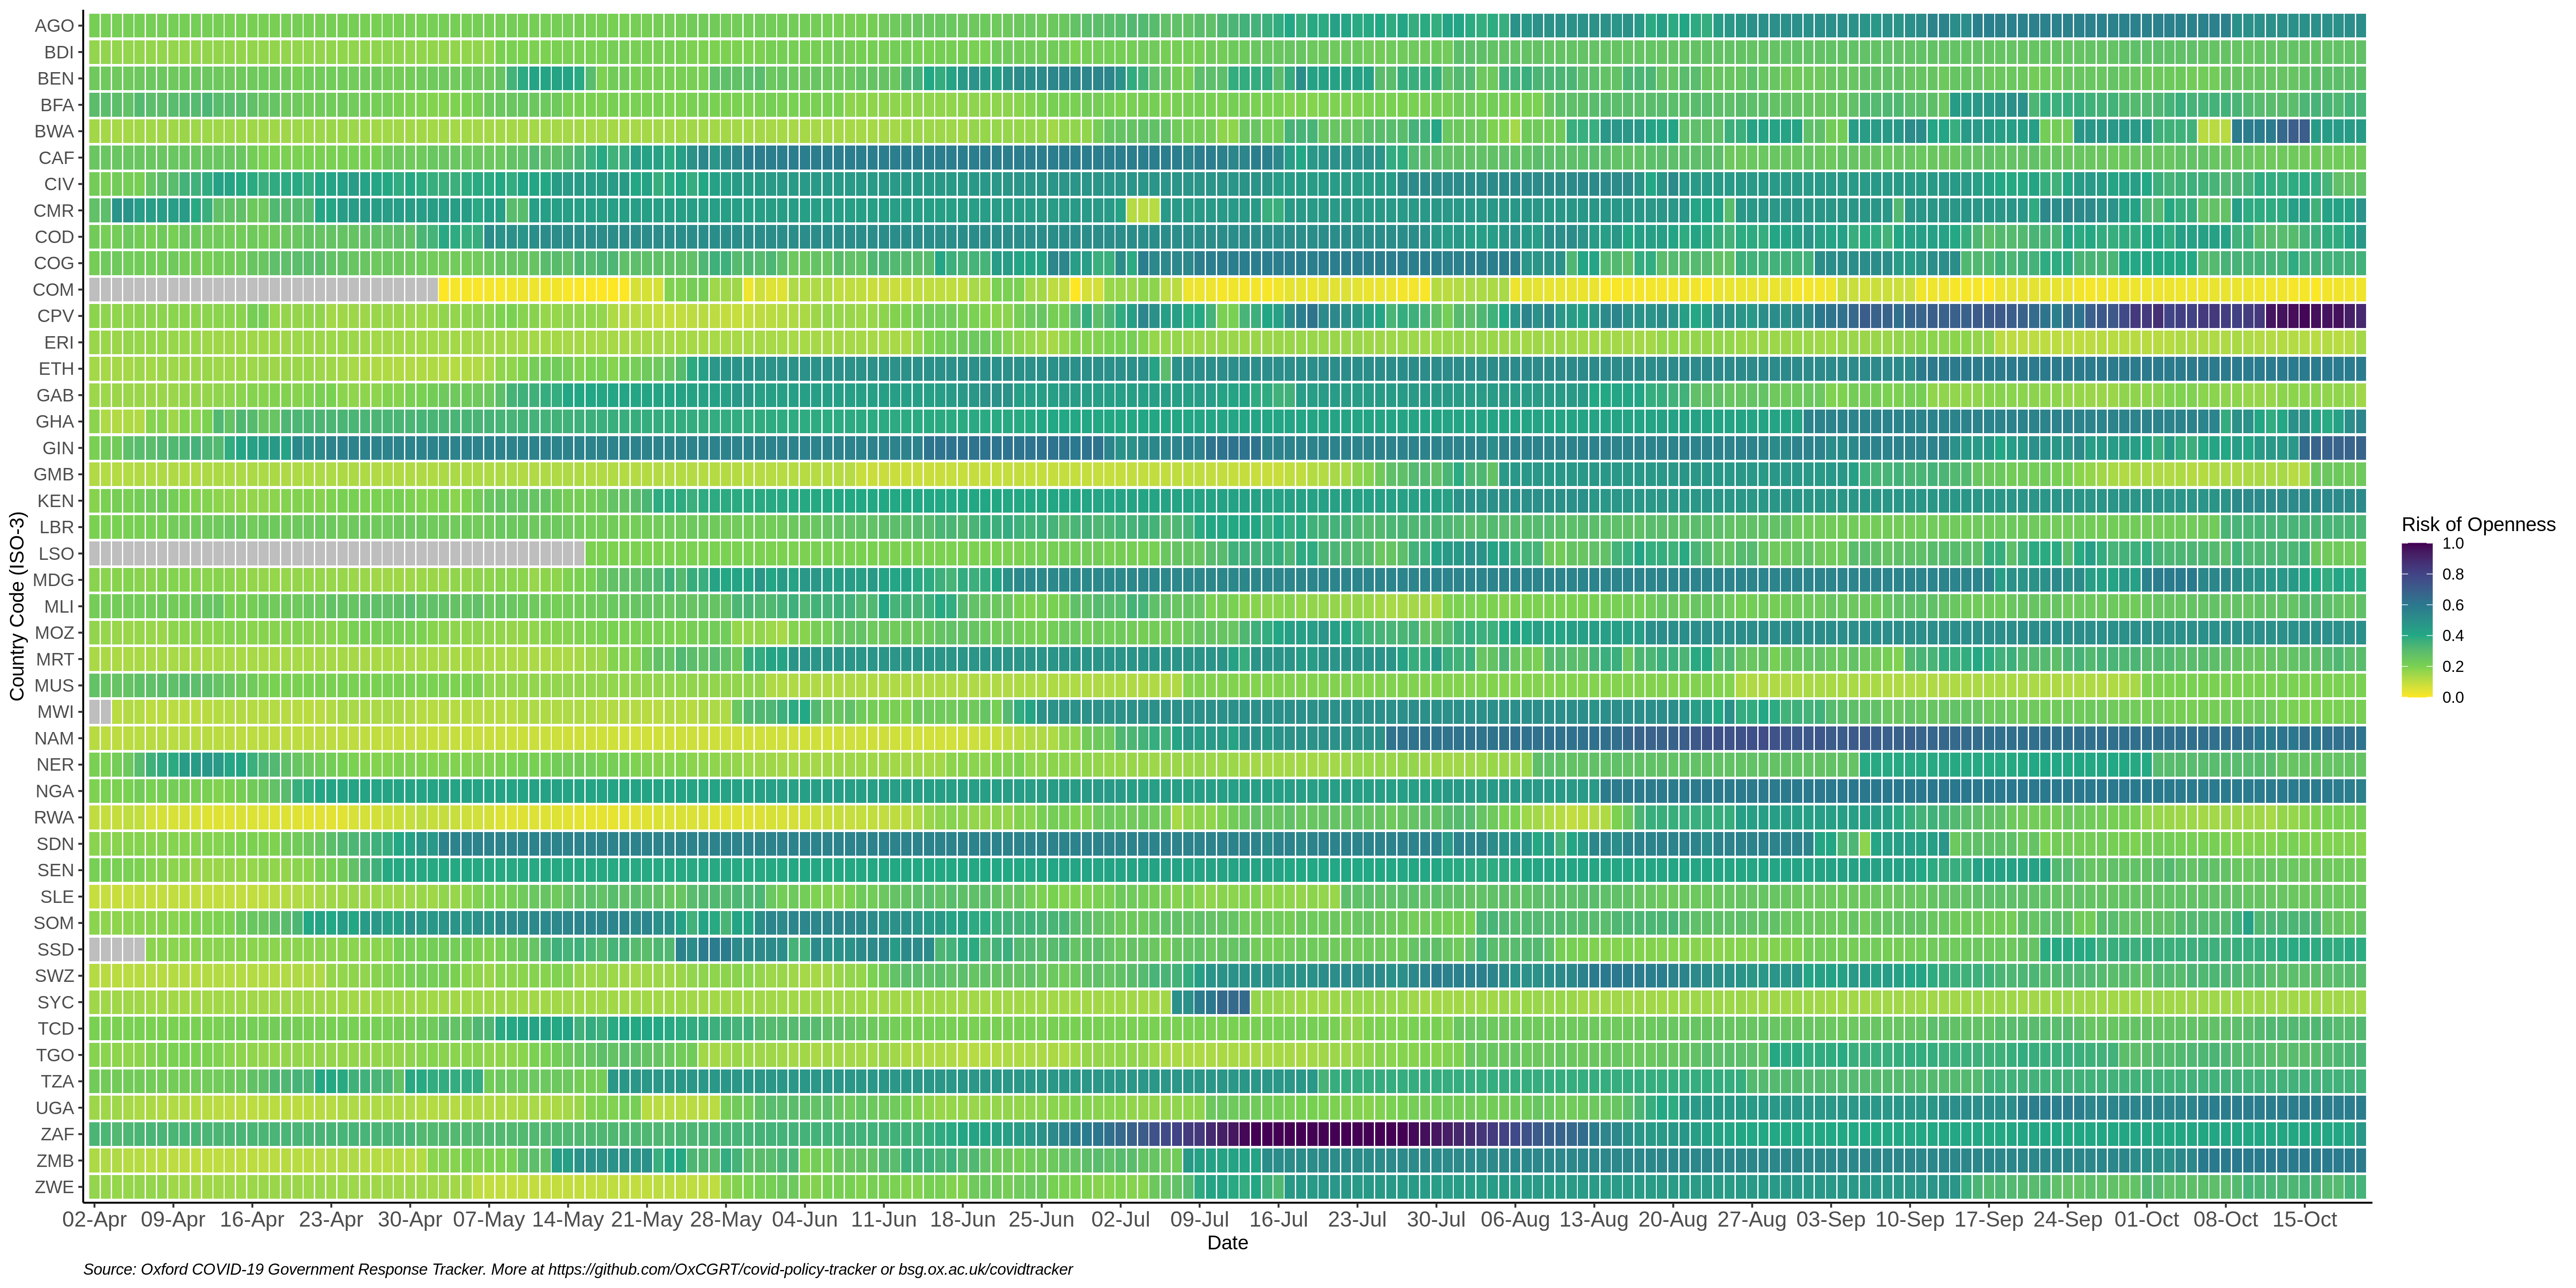 AGO
BDI
BEN
BFA
BWA
CAF
CIV
CMR
COD
COG
COM
CPV
ERI
ETH
GAB
GHA
GIN
GMB
KEN
LBR
LSO
MDG
MLI
MOZ
MRT
MUS
MWI
NAM
NER
NGA
RWA
SDN
SEN
SLE
SOM
SSD
SWZ
SYC
TCD
TGO
TZA
UGA
ZAF
ZMB
ZWE
Country Code (ISO-3)
02-Apr 09-Apr 16-Apr 23-Apr 30-Apr 07-May 14-May 21-May 28-May 04-Jun 11-Jun 18-Jun 25-Jun 02-Jul 09-Jul 16-Jul 23-Jul 30-Jul 06-Aug 13-Aug 20-Aug 27-Aug 03-Sep 10-Sep 17-Sep 24-Sep 01-Oct 08-Oct 15-Oct
Date
Risk of Openness
1.0
0.8
0.6
0.4
0.2
0.0
Source: Oxford COVID-19 Government Response Tracker. More at https://github.com/OxCGRT/covid-policy-tracker or bsg.ox.ac.uk/covidtracker